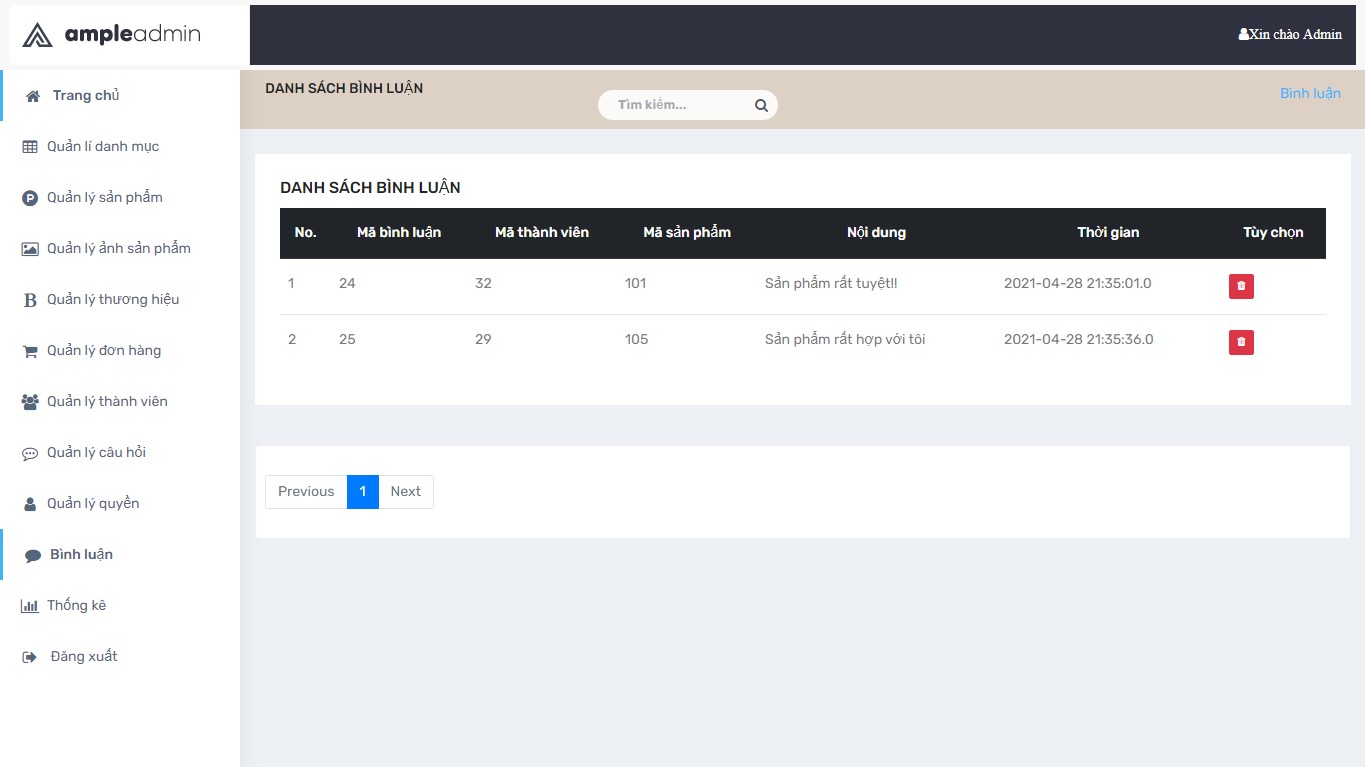 ampleadmin
Xin chào Admin
Trang chủ
Quản lí danh mục
Quản lý sản phẩm
Quản lý ảnh sản phẩm
Quản lý thương hiệu
Quản lý đơn hàng
Quản lý thành viên
Quản lý câu hỏi
Quản lý quyền
Bình luận
Thống kê
Đăng xuất
DANH SÁCH BÌNH LUẬN
Tìm kiếm...
Bình luận
DANH SÁCH BÌNH LUẬN
No. Mã bình luận Mã thành viên Mã sản phẩm Nội dung Thời gian Tùy chọn
1 24 32 101 Sản phẩm rất tuyệt!! 2021-04-28 21:35:01.0
2 25 29 105 Sản phẩm rất hợp với tôi 2021-04-28 21:35:36.0
Previous 1 Next